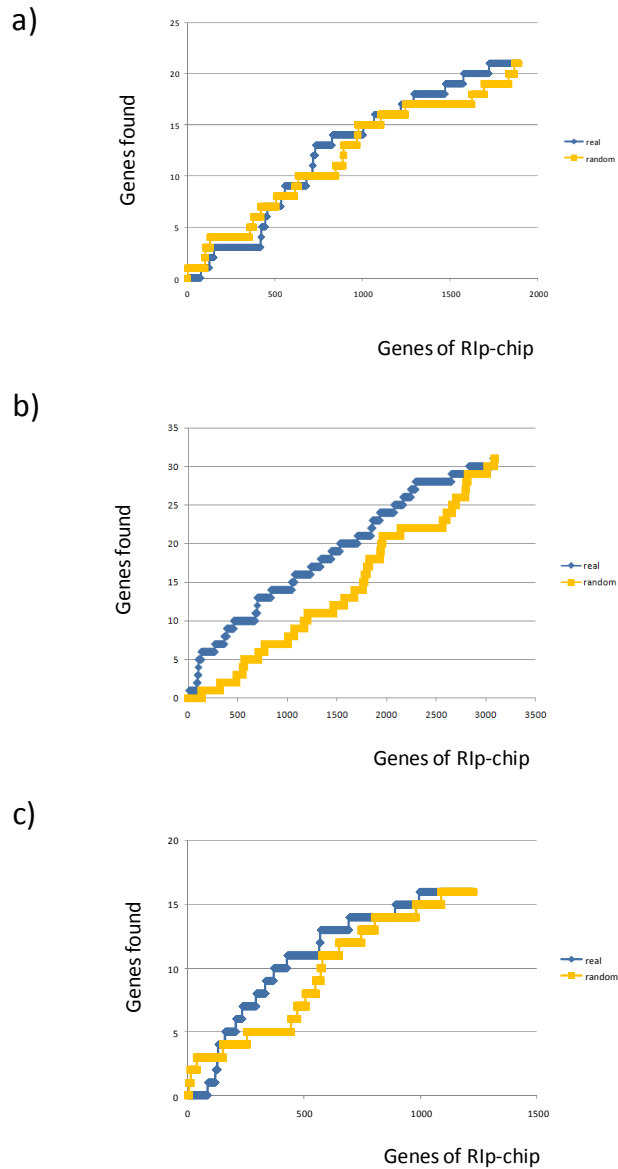 a)
Genes found
25
20
15
10
5
0
0 500 1000 1500 2000
real
random
Genes of RIp-chip
b)
Genes found
35
30
25
20
15
10
5
0
0 500 1000 1500 2000 2500 3000 3500
real
random
Genes of RIp-chip
c)
Genes found
20
15
10
5
0
0 500 1000 1500
real
random
Genes of RIp-chip